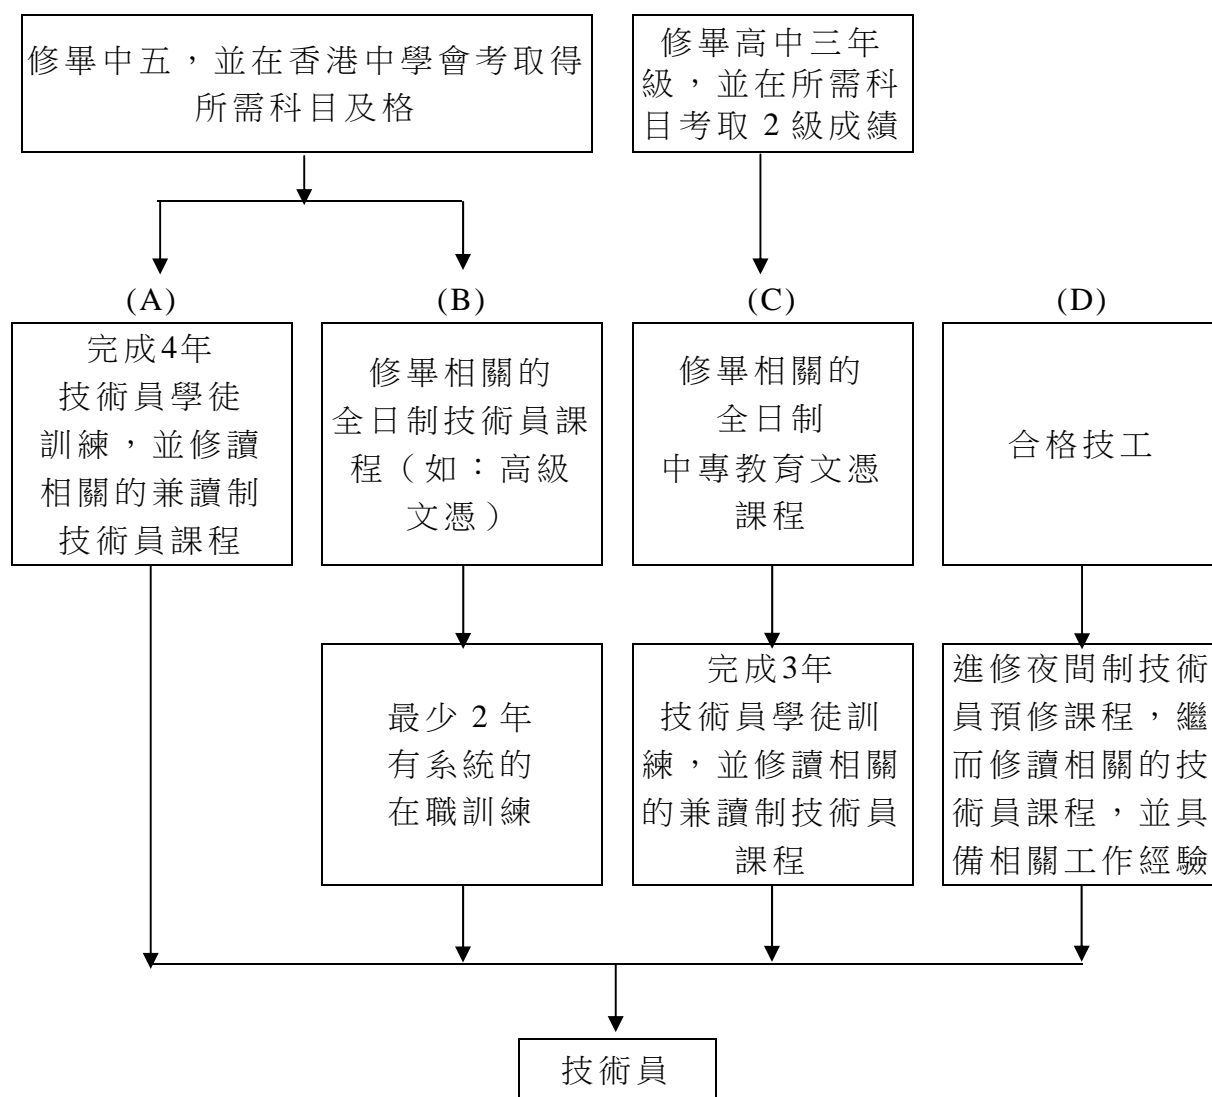 修畢中五，並在香港中學會考取得
所需科目及格
修畢高中三年
級，並在所需科
目考取 2 級成績
(A)
完成4年
技術員學徒
訓練，並修讀
相關的兼讀制
技術員課程
(B)
修畢相關的
全日制技術員課
程（如：高級
文憑）
最少 2 年
有系統的
在職訓練
(C)
修畢相關的
全日制
中專教育文憑
課程
完成3年
技術員學徒訓
練，並修讀相關
的兼讀制技術員
課程
(D)
合格技工
進修夜間制技術
員預修課程，繼
而修讀相關的技
術員課程，並具
備相關工作經驗
技術員